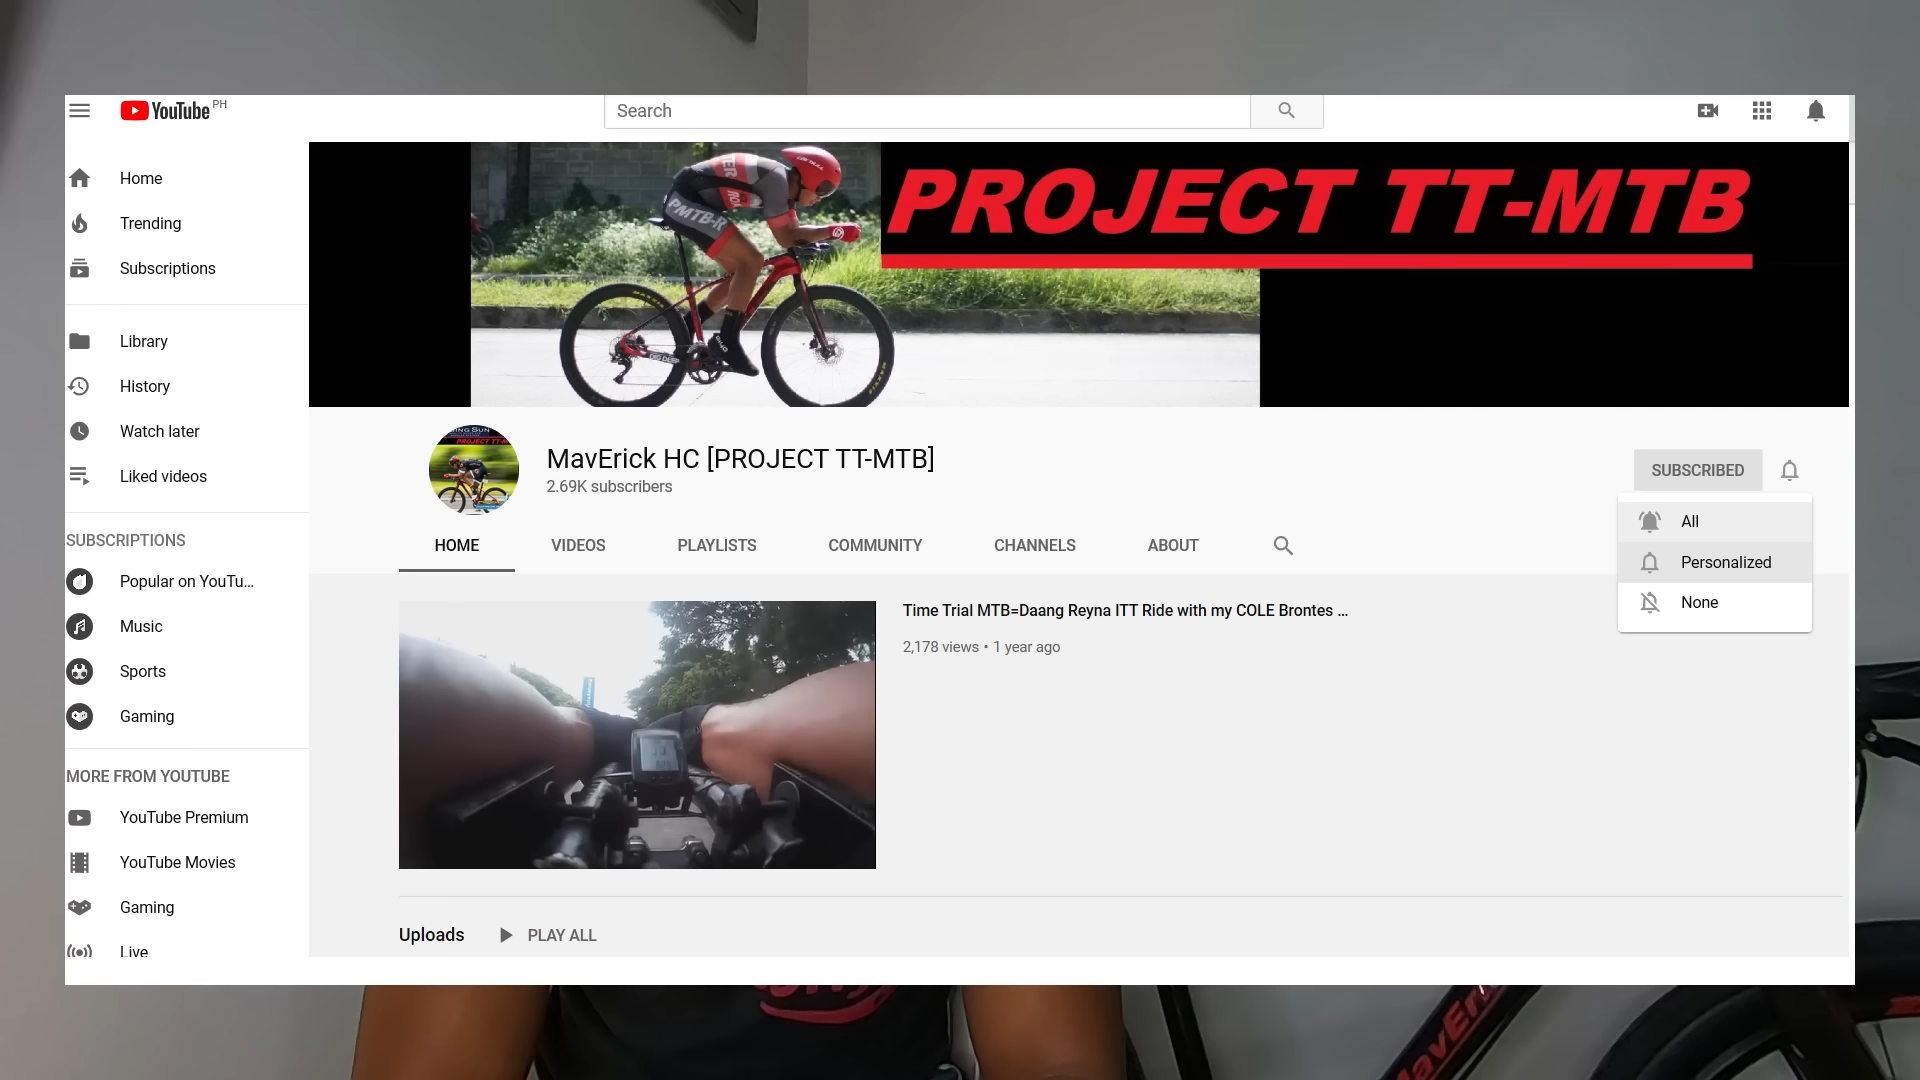 YouTube PH
Search
Home
Trending
Subscriptions
Library
History
Watch later
Liked videos
SUBSCRIPTIONS
Popular on YouTu...
Music
Sports
Gaming
MORE FROM YOUTUBE
YouTube Premium
YouTube Movies
Gaming
Live
PROJECT TT-MTB
PMTB-R
MAXXIS
PROJECT TT-M
MavErick HC [PROJECT TT-MTB]
2.69K subscribers
SUBSCRIBED
All
Personalized
None
HOME
VIDEOS
PLAYLISTS
COMMUNITY
CHANNELS
ABOUT
Time Trial MTB=Daang Reyna ITT Ride with my COLE Brontes ...
2,178 views • 1 year ago
Uploads
PLAY ALL